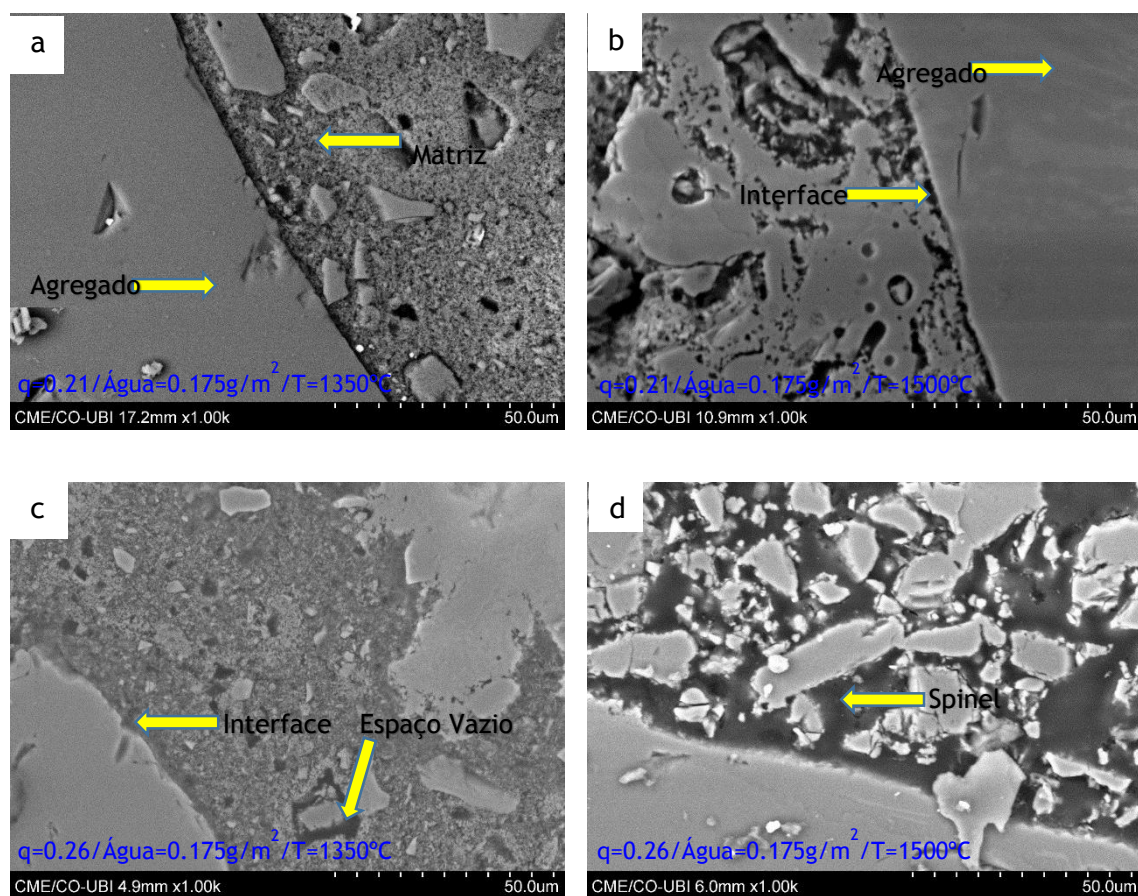 a
Matriz
Agregado
q=0.21/Água=0.175g/m²/T=1350ºC
CME/CO-UBI 17.2mm x1.00k 50.0um
b
Agregado
Interface
q=0.21/Água=0.175g/m²/T=1500ºC
CME/CO-UBI 10.9mm x1.00k 50.0um
c
Interface
Espaço Vazio
q=0.26/Água=0.175g/m²/T=1350ºC
CME/CO-UBI 4.9mm x1.00k 50.0um
d
Spinel
q=0.26/Água=0.175g/m²/T=1500ºC
CME/CO-UBI 6.0mm x1.00k 50.0um